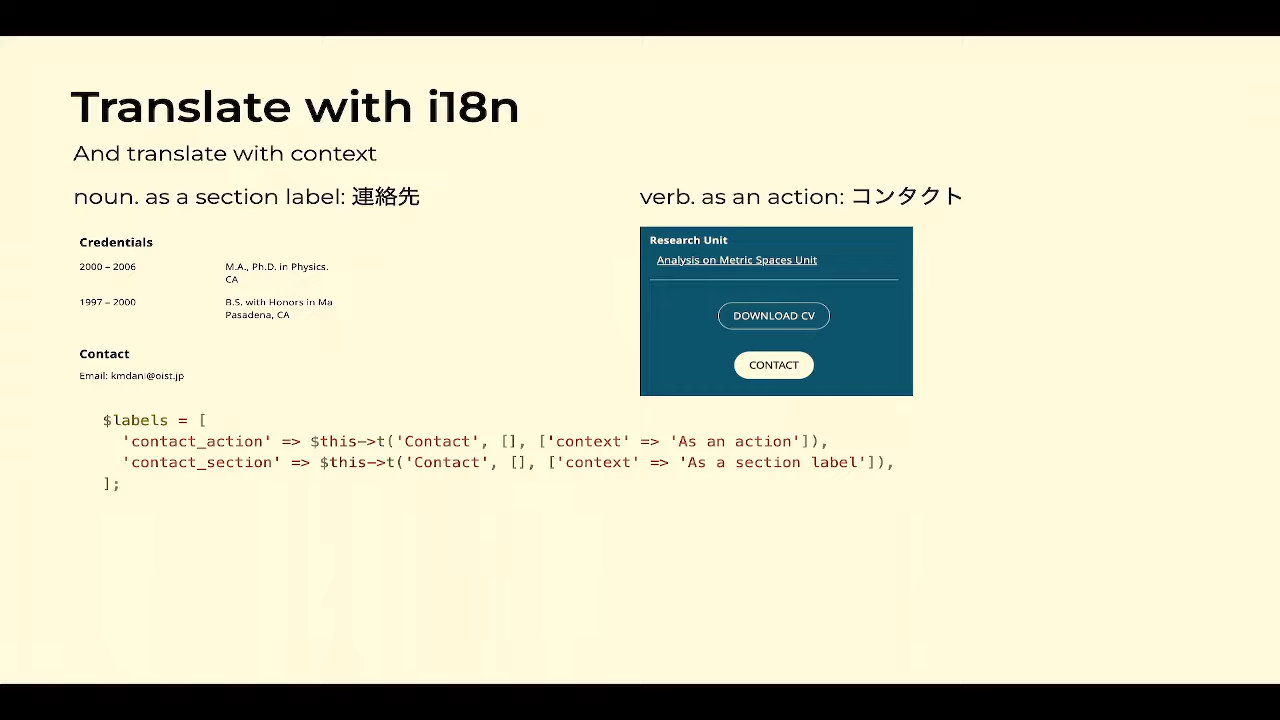 Translate with i18n
And translate with context
noun. as a section label: 連絡先
Credentials
2000 – 2006
M.A., Ph.D. in Physics.
CA
1997 – 2000
B.S. with Honors in Ma
Pasadena, CA
Contact
Email: kmdani@oist.jp
verb. as an action: コンタクト
Research Unit
Analysis on Metric Spaces Unit
DOWNLOAD CV
CONTACT
$labels = [
'contact_action' => $this->t('Contact', [], ['context' => 'As an action']),
'contact_section' => $this->t('Contact', [], ['context' => 'As a section label']),
];